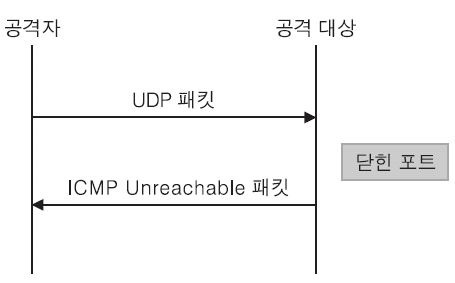 공격자
공격 대상
UDP 패킷
닫힌 포트
ICMP Unreachable 패킷